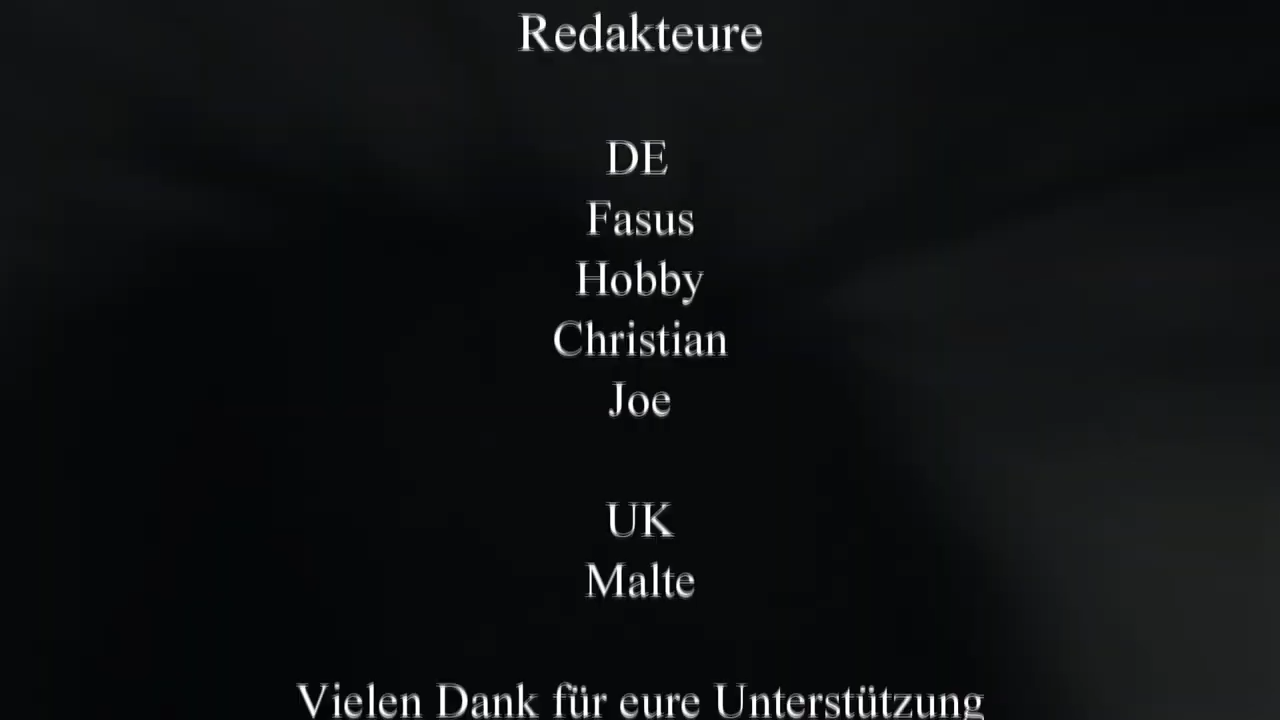 Redakteure
DE
Fasus
Hobby
Christian
Joe
UK
Malte
Vielen Dank für eure Unterstützung